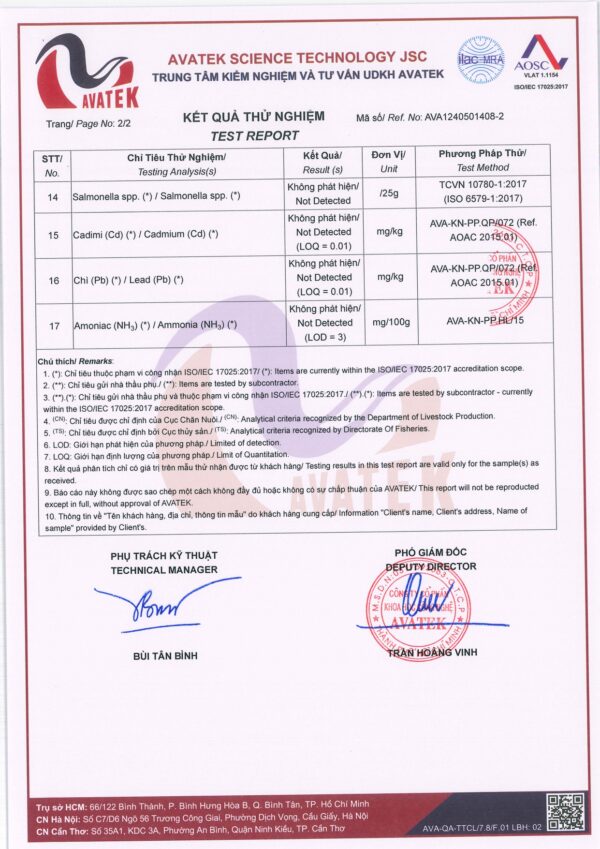 AVATEK SCIENCE TECHNOLOGY JSC
TRUNG TÂM KIỂM NGHIỆM VÀ TƯ VẤN UDKH AVATEK
AVATEK
ilac-MRA
AOSC
VLAT 1.1154
ISO/IEC 17025:2017
Trang/ Page No: 2/2
KẾT QUẢ THỬ NGHIỆM
TEST REPORT
Mã số/ Ref. No: AVA1240501408-2
STT/ No. Chỉ Tiêu Thử Nghiệm/ Testing Analysis(s) Kết Quả/ Result (s) Đơn Vị/ Unit Phương Pháp Thử/ Test Method
14 Salmonella spp. (*) / Salmonella spp. (*) Không phát hiện/ Not Detected /25g TCVN 10780-1:2017 (ISO 6579-1:2017)
15 Cadimi (Cd) (*) / Cadmium (Cd) (*) Không phát hiện/ Not Detected (LOQ = 0.01) mg/kg AVA-KN-PP.QP/072 (Ref. AOAC 2015.01)
16 Chì (Pb) (*) / Lead (Pb) (*) Không phát hiện/ Not Detected (LOQ = 0.01) mg/kg AVA-KN-PP.QP/072 (Ref. AOAC 2015.01)
17 Amoniac (NH₃) (*) / Ammonia (NH₃) (*) Không phát hiện/ Not Detected (LOD = 3) mg/100g AVA-KN-PP.HL/15
Chú thích/ Remarks:
1. (*): Chỉ tiêu thuộc phạm vi công nhận ISO/IEC 17025:2017/ (*): Items are currently within the ISO/IEC 17025:2017 accreditation scope.
2. (**): Chỉ tiêu gửi nhà thầu phụ./ (**): Items are tested by subcontractor.
3. (**).(*): Chỉ tiêu gửi nhà thầu phụ và thuộc phạm vi công nhận ISO/IEC 17025:2017./ (**).(*): Items are tested by subcontractor - currently
within the ISO/IEC 17025:2017 accreditation scope.
4. (CN): Chỉ tiêu được chỉ định của Cục Chăn Nuôi./ (CN): Analytical criteria recognized by the Department of Livestock Production.
5. (TS): Chỉ tiêu được chỉ định bởi Cục thủy sản./ (TS): Analytical criteria recognized by Directorate Of Fisheries.
6. LOD: Giới hạn phát hiện của phương pháp./ Limited of detection.
7. LOQ: Giới hạn định lượng của phương pháp./ Limit of Quantitation.
8. Kết quả phân tích chỉ có giá trị trên mẫu thử nhận được từ khách hàng/ Testing results in this test report are valid only for the sample(s) as
received.
9. Báo cáo này không được sao chép một cách không đầy đủ hoặc không có sự chấp thuận của AVATEK/ This report will not be reproduced
except in full, without approval of AVATEK.
10. Thông tin về "Tên khách hàng, địa chỉ, thông tin mẫu" do khách hàng cung cấp/ Information "Client's name, Client's address, Name of
sample" provided by Client's.
PHỤ TRÁCH KỸ THUẬT
TECHNICAL MANAGER
BÙI TÂN BÌNH
PHÓ GIÁM ĐỐC
DEPUTY DIRECTOR
CÔNG TY CỔ PHẦN
KHOA HỌC CÔNG NGHỆ
AVATEK
TRẦN HOÀNG VINH
Trụ sở HCM: 66/122 Bình Thành, P. Bình Hưng Hòa B, Q. Bình Tân, TP. Hồ Chí Minh
CN Hà Nội: Số C7/D6 Ngõ 56 Trương Công Giai, Phường Dịch Vọng, Cầu Giấy, Hà Nội
CN Cần Thơ: Số 35A1, KDC 3A, Phường An Bình, Quận Ninh Kiều, TP. Cần Thơ
AVA-QA-TTCL/7.8/F.01 LBH: 02